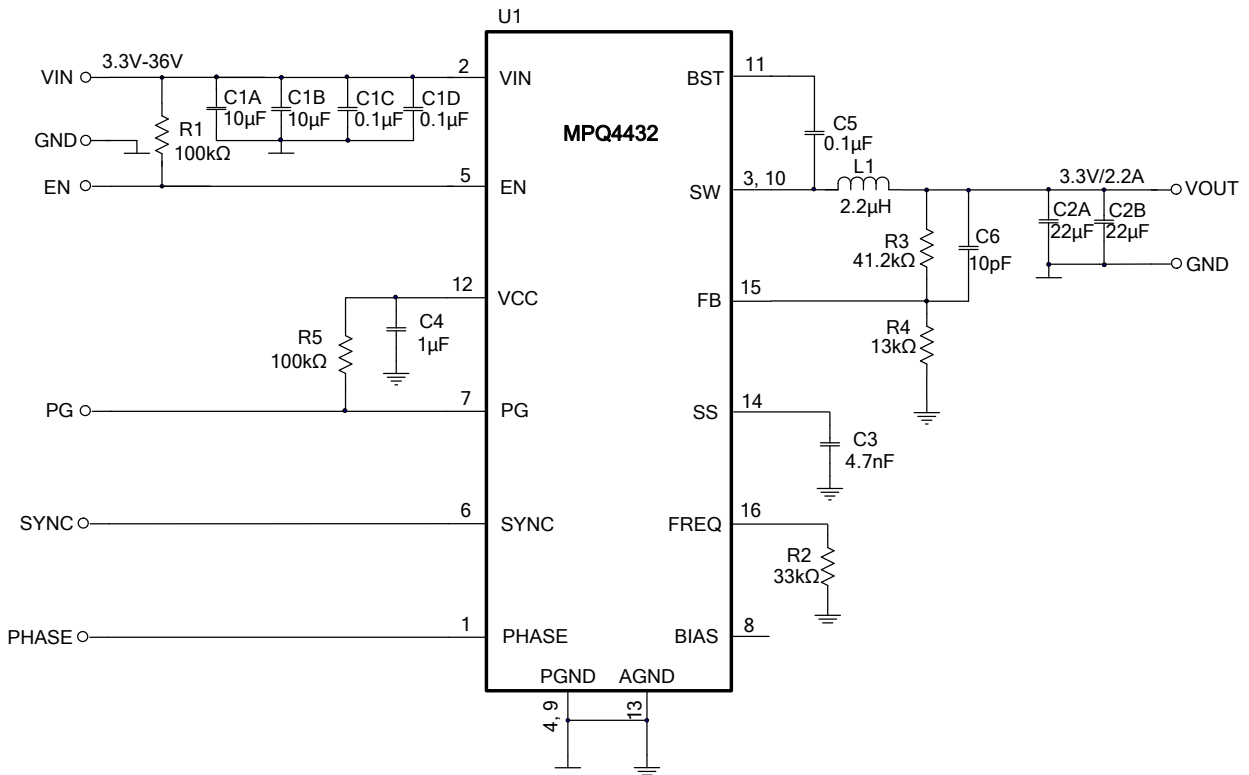 U1
MPQ4432
VIN
3.3V-36V
2
VIN
C1A
10µF
C1B
10µF
C1C
0.1µF
C1D
0.1µF
GND
R1
100kΩ
EN
5
EN
12
VCC
C4
1µF
R5
100kΩ
PG
7
PG
SYNC
6
SYNC
PHASE
1
PHASE
PGND
AGND
4, 9
13
BST
11
C5
0.1µF
SW
3, 10
L1
2.2µH
3.3V/2.2A
VOUT
R3
41.2kΩ
C6
10pF
C2A
22µF
C2B
22µF
GND
FB
15
R4
13kΩ
SS
14
C3
4.7nF
FREQ
16
R2
33kΩ
BIAS
8